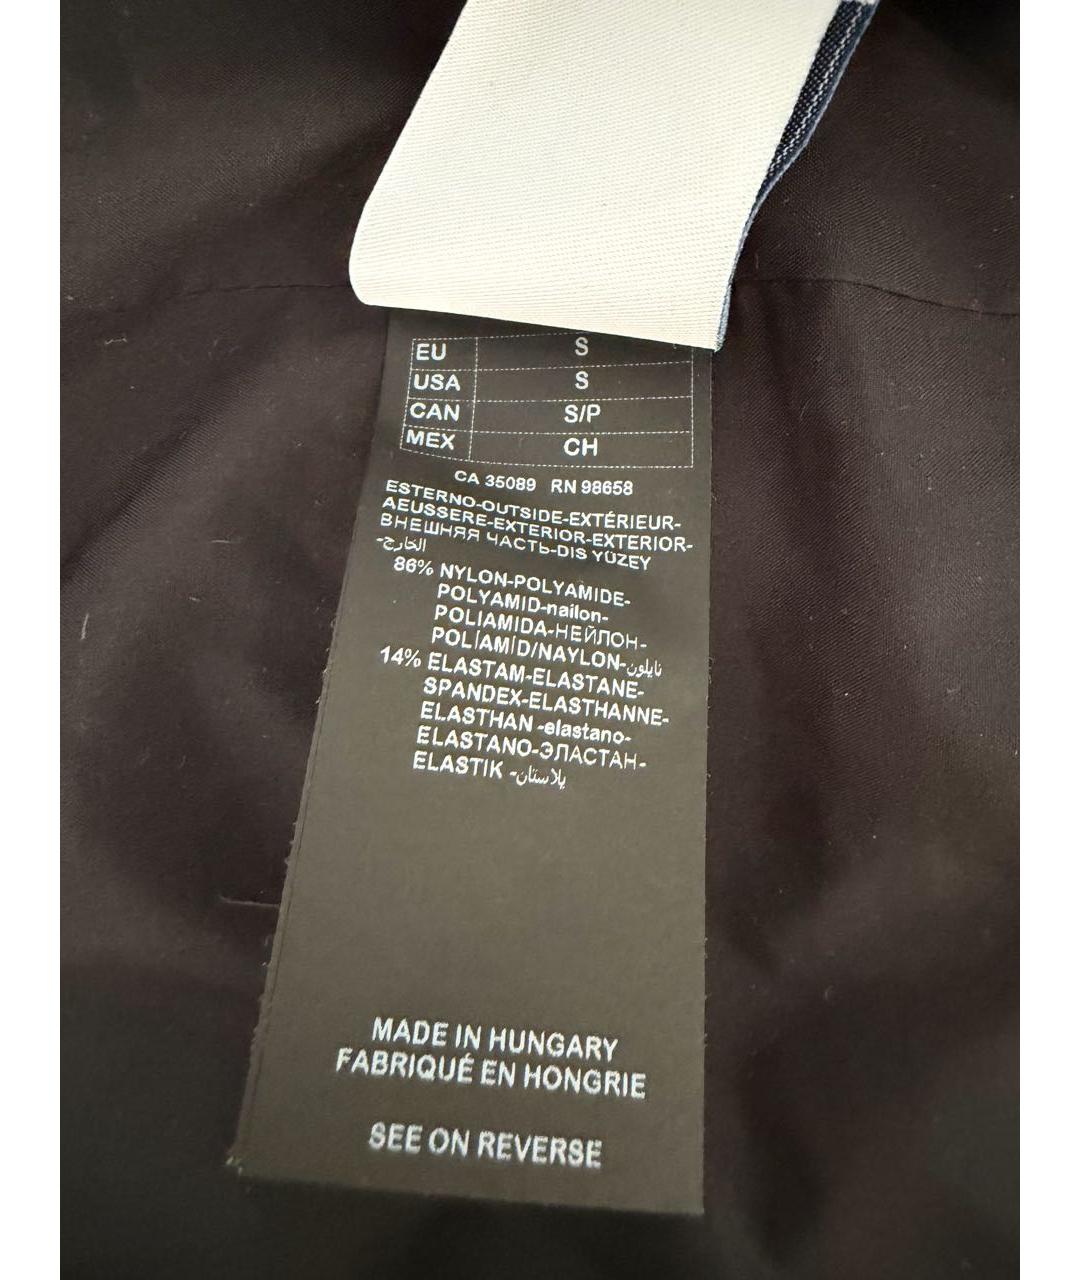 EU S
USA S
CAN S/P
MEX CH
CA 35089 RN 98658
ESTERNO-OUTSIDE-EXTÉRIEUR-
AEUSSERE-EXTERIOR-EXTERIOR-
ВНЕШНЯЯ ЧАСТЬ-DIS YÜZEY
-الخارج
86% NYLON-POLYAMIDE-
POLYAMID-nailon-
POLIAMIDA-НЕЙЛОН-
POLİAMİD/NAYLON-نايلون
14% ELASTAM-ELASTANE-
SPANDEX-ELASTHANNE-
ELASTHAN -elastano-
ELASTANO-ЭЛАСТАН-
ELASTIK -يلاستان
MADE IN HUNGARY
FABRIQUÉ EN HONGRIE
SEE ON REVERSE